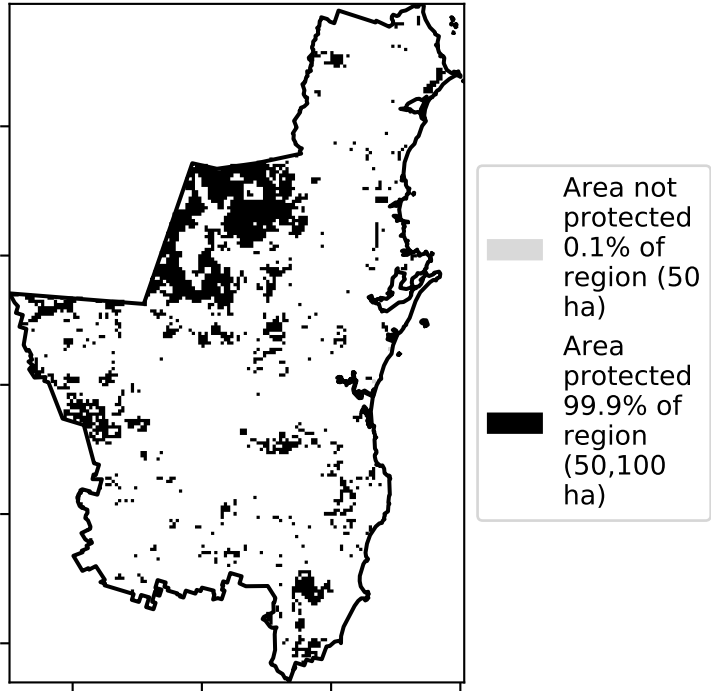 Area not
protected
0.1% of
region (50
ha)
Area
protected
99.9% of
region
(50,100
ha)